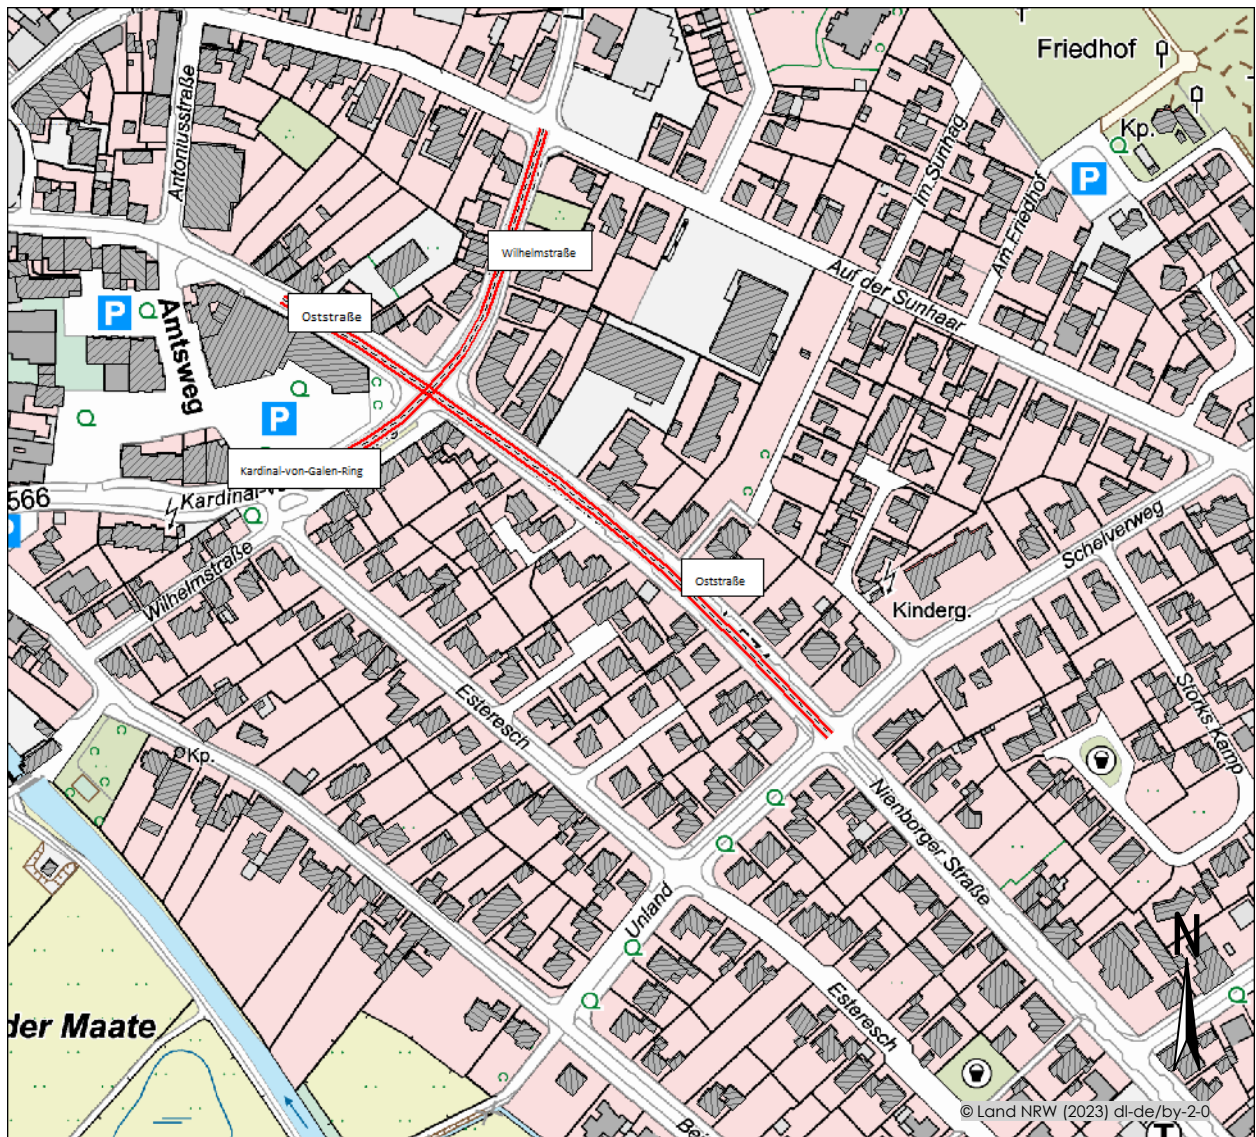 Friedhof
Kp.
P
Antoniusstraße
Im Sunhag
Am Friedhof
Wilhelmstraße
Auf der Sunhaar
Oststraße
P
Amtsweg
P
Kardinal-von-Galen-Ring
566
Kardinal-v
Wilhelmstraße
Schelverweg
Oststraße
Kinderg.
Esteresch
Störks Kamp
Kp.
Nienborger Straße
Unland
N
Esteresch
der Maate
© Land NRW (2023) dl-de/by-2-0